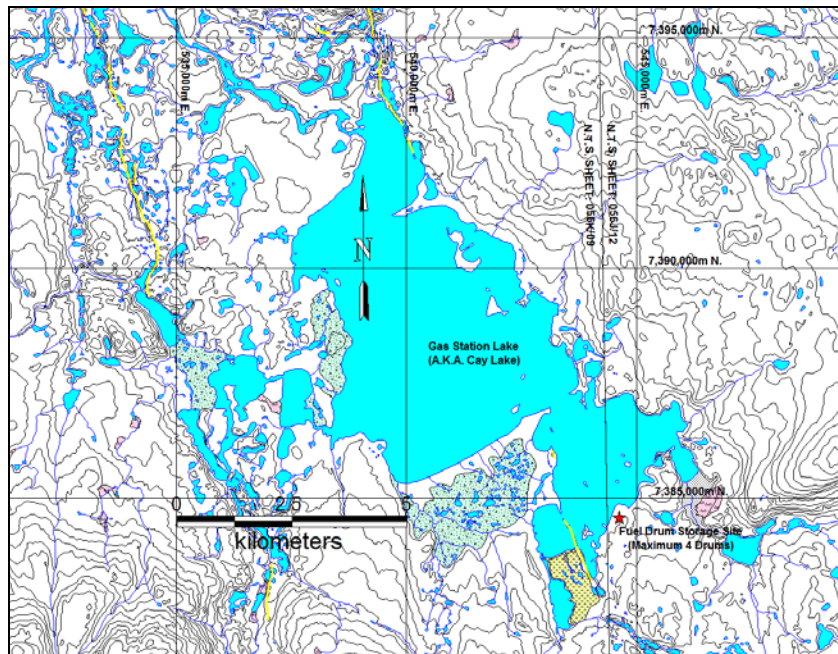 7,395,000m N.
535,000m E
540,000m E
545,000m E
N.T.S. SHEET: 056K/09
N.T.S. SHEET: 056J/12
N
7,390,000m N.
Gas Station Lake
(A.K.A. Cay Lake)
7,385,000m N.
0 2.5 5
kilometers
Fuel Drum Storage Site
(Maximum 4 Drums)